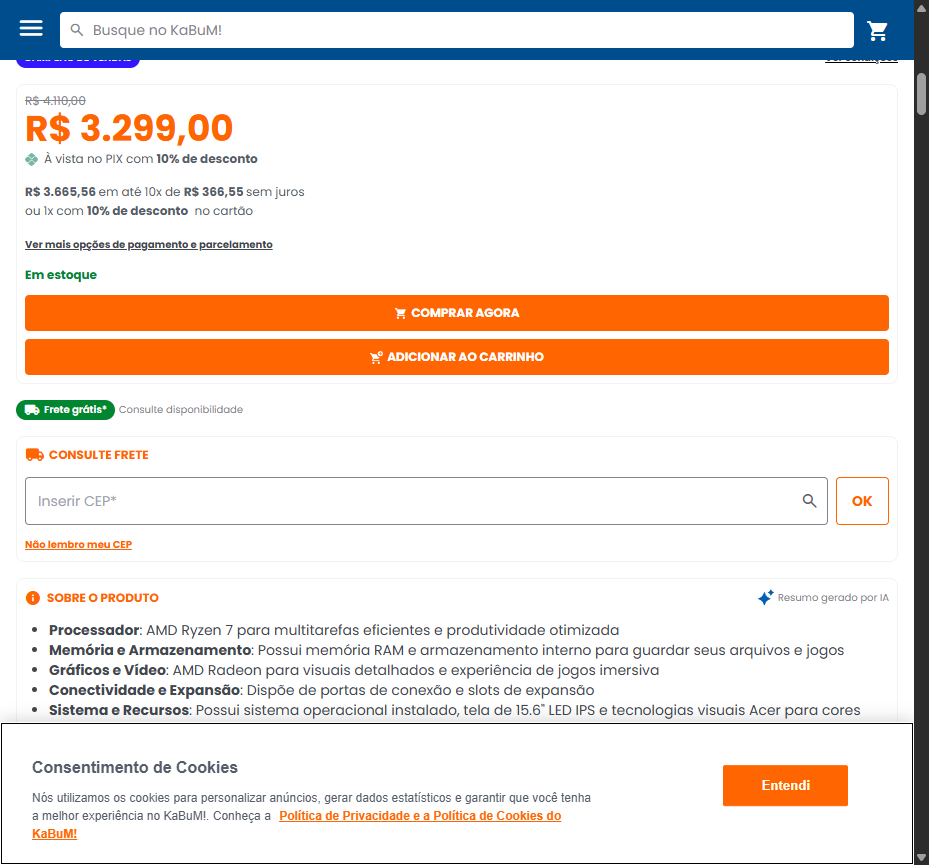 Busque no KaBuM!
R$ 4.110,00
R$ 3.299,00
À vista no PIX com 10% de desconto
R$ 3.665,56 em até 10x de R$ 366,55 sem juros
ou 1x com 10% de desconto no cartão
Ver mais opções de pagamento e parcelamento
Em estoque
COMPRAR AGORA
ADICIONAR AO CARRINHO
Frete grátis* Consulte disponibilidade
CONSULTE FRETE
Inserir CEP*
OK
Não lembro meu CEP
SOBRE O PRODUTO
Resumo gerado por IA
Processador: AMD Ryzen 7 para multitarefas eficientes e produtividade otimizada
Memória e Armazenamento: Possui memória RAM e armazenamento interno para guardar seus arquivos e jogos
Gráficos e Vídeo: AMD Radeon para visuais detalhados e experiência de jogos imersiva
Conectividade e Expansão: Dispõe de portas de conexão e slots de expansão
Sistema e Recursos: Possui sistema operacional instalado, tela de 15.6" LED IPS e tecnologias visuais Acer para cores
Consentimento de Cookies
Nós utilizamos os cookies para personalizar anúncios, gerar dados estatísticos e garantir que você tenha
a melhor experiência no KaBuM!. Conheça a Política de Privacidade e a Política de Cookies do
KaBuM!
Entendi